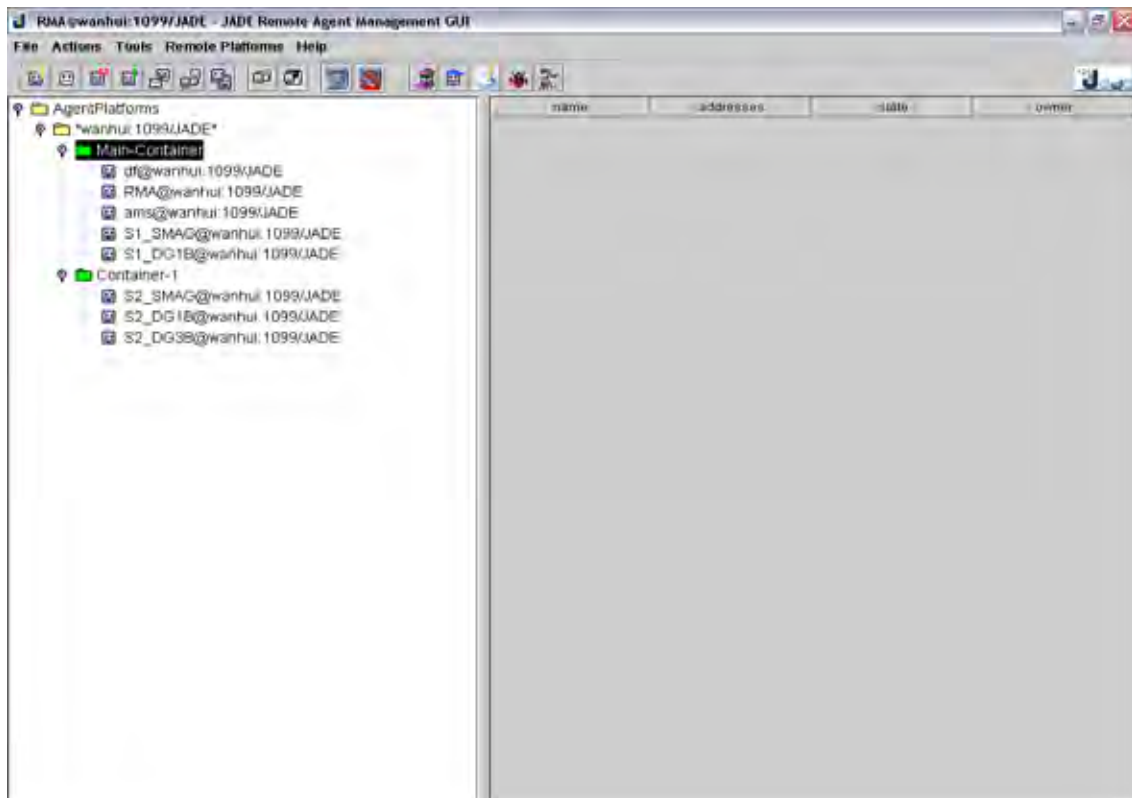 RMA@wanhui:1099/JADE - JADE Remote Agent Management GUI
File Actions Tools Remote Platforms Help
AgentPlatforms
"wanhui:1099/JADE"
Main-Container
df@wanhui:1099/JADE
RMA@wanhui:1099/JADE
ams@wanhui:1099/JADE
S1_SMAG@wanhui:1099/JADE
S1_DG1B@wanhui:1099/JADE
Container-1
S2_SMAG@wanhui:1099/JADE
S2_DG1B@wanhui:1099/JADE
S2_DG3B@wanhui:1099/JADE
name addresses state owner